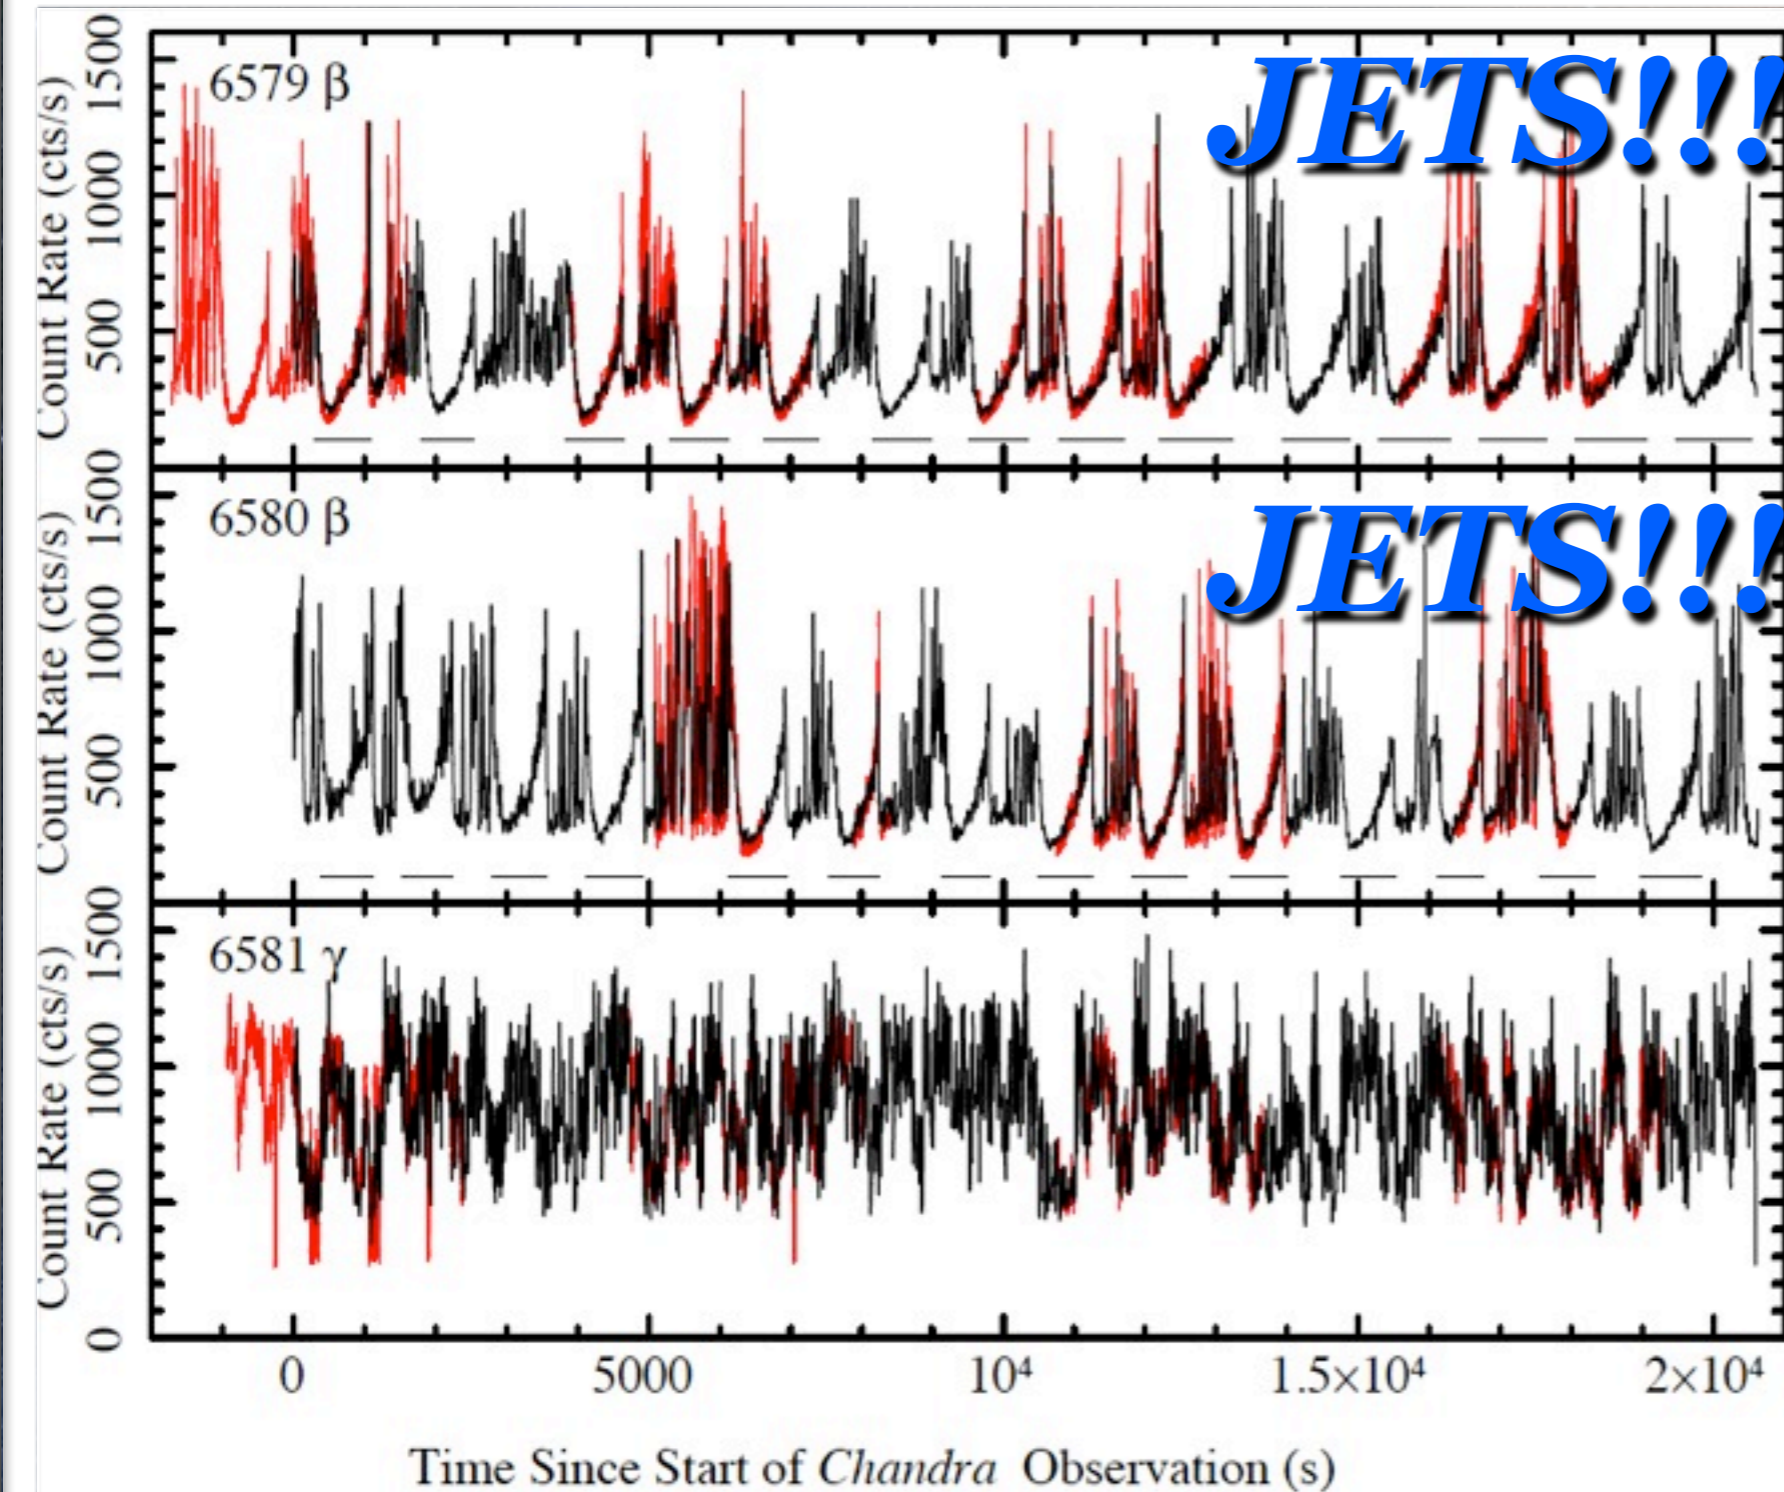 1500
1000
500
Count Rate (cts/s)
6579 β
JETS!!!
1500
1000
500
Count Rate (cts/s)
6580 β
JETS!!!
1500
1000
500
0
Count Rate (cts/s)
6581 γ
0 5000 10⁴ 1.5×10⁴ 2×10⁴
Time Since Start of Chandra Observation (s)